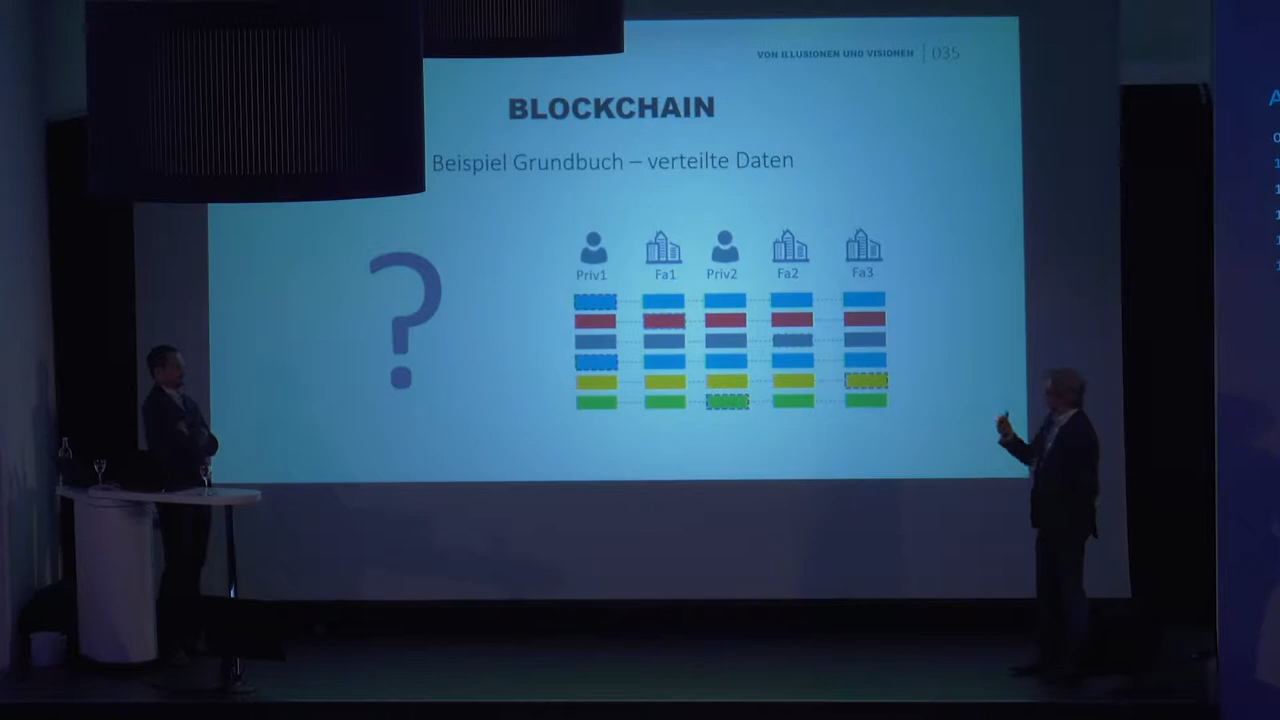 VON ILLUSIONEN UND VISIONEN | 035
BLOCKCHAIN
Beispiel Grundbuch – verteilte Daten
?
Priv1 Fa1 Priv2 Fa2 Fa3